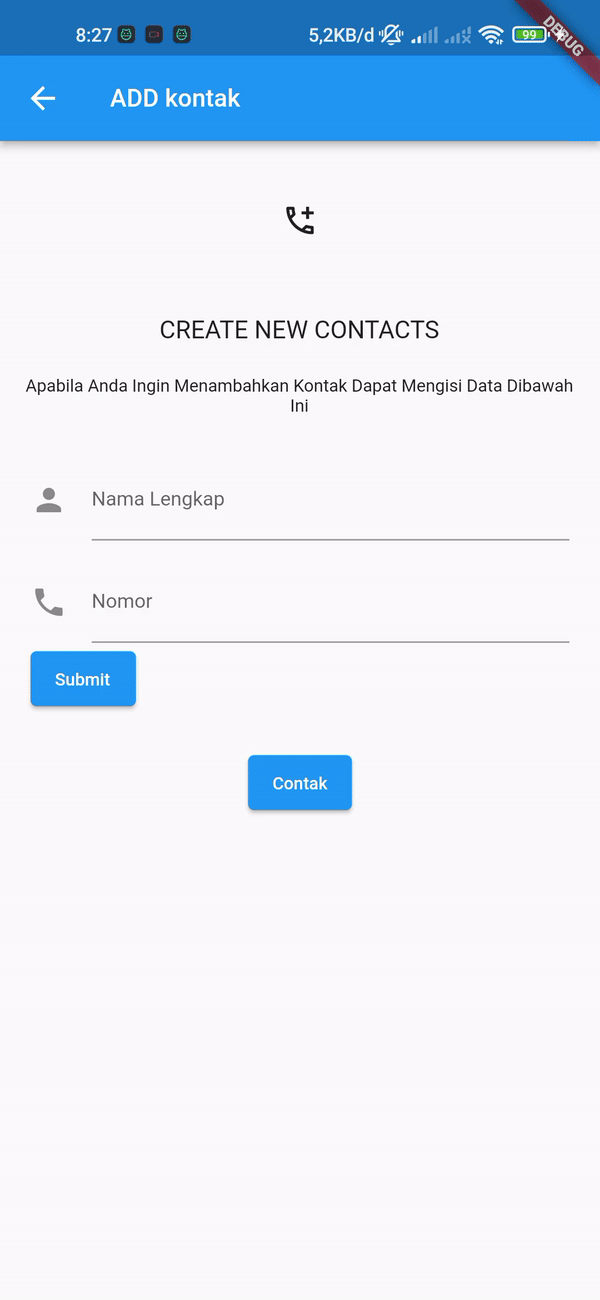 8:27 5,2KB/d 99
DEBUG
ADD kontak
CREATE NEW CONTACTS
Apabila Anda Ingin Menambahkan Kontak Dapat Mengisi Data Dibawah
Ini
Nama Lengkap
Nomor
Submit
Contak